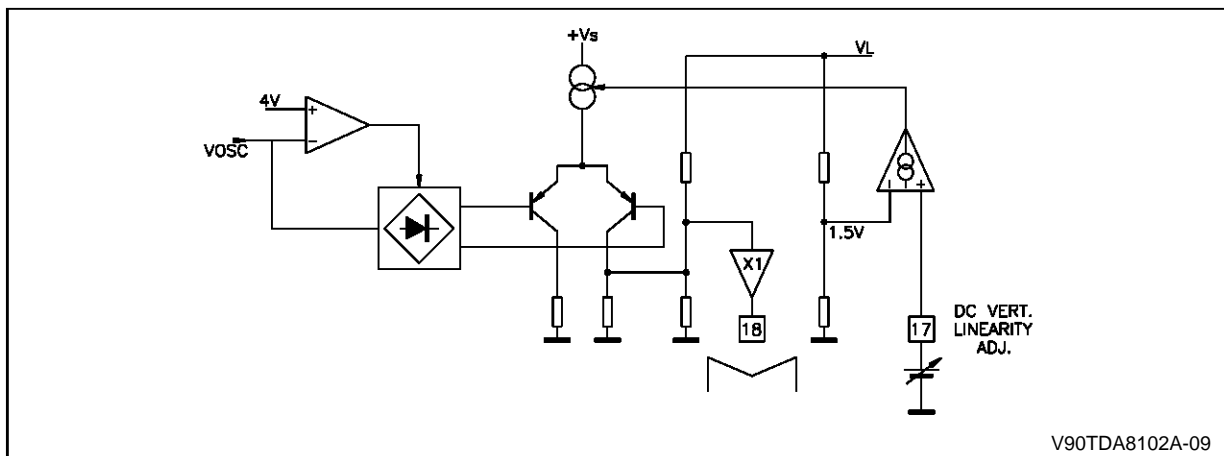 +Vs
VL
4V
+
−
VOSC
− +
1.5V
X1
18
17
DC VERT.
LINEARITY
ADJ.
V90TDA8102A-09